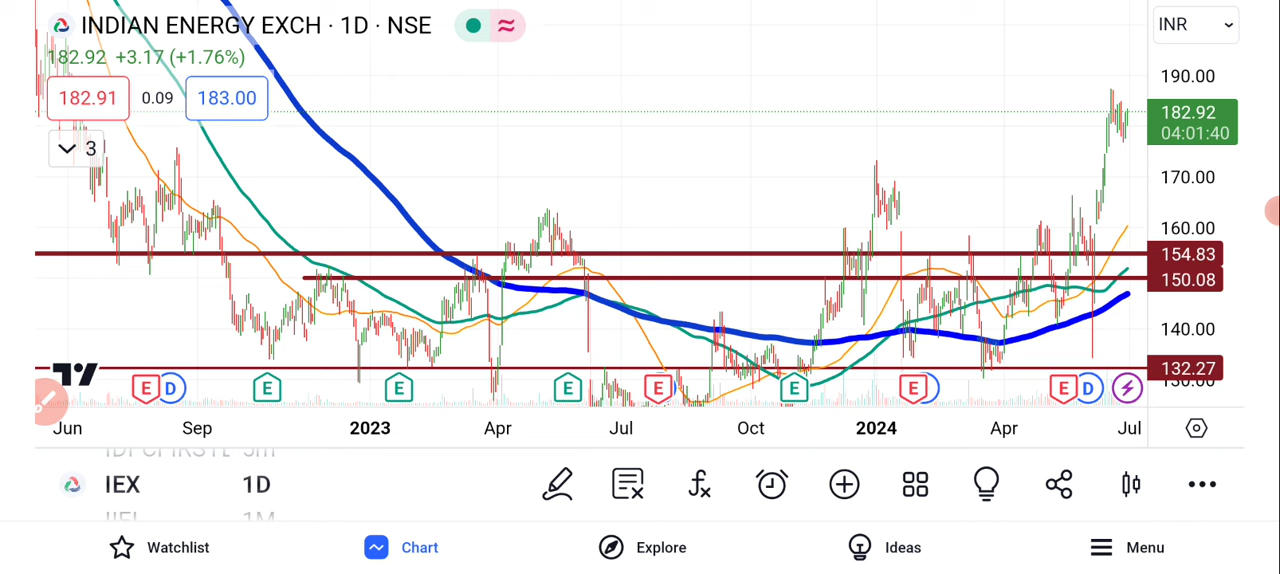 INDIAN ENERGY EXCH · 1D · NSE
INR
182.92 +3.17 (+1.76%)
182.91 0.09 183.00
3
190.00
182.92
04:01:40
170.00
160.00
154.83
150.08
140.00
132.27
130.00
E D E E E E E E D
Jun Sep 2023 Apr Jul Oct 2024 Apr Jul
IEX 1D
Watchlist Chart Explore Ideas Menu